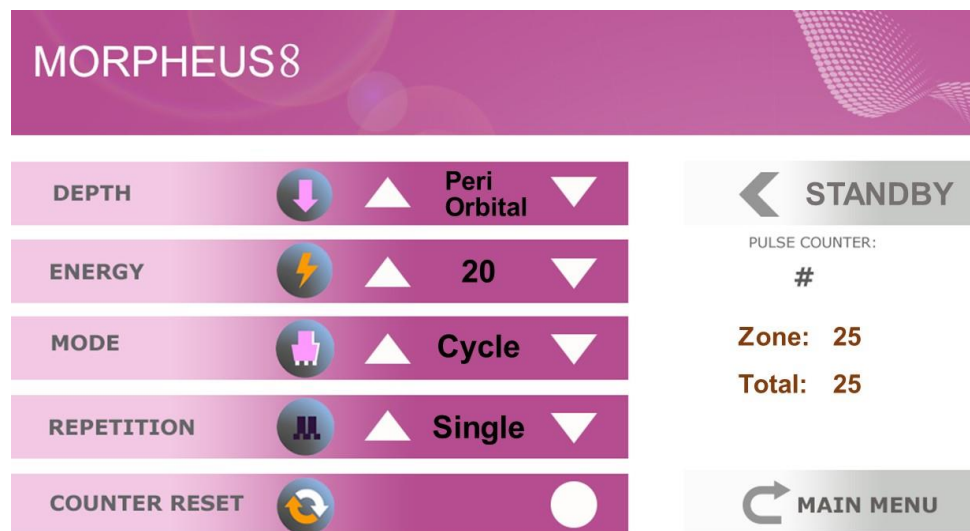 MORPHEUS8
DEPTH
Peri
Orbital
ENERGY
20
MODE
Cycle
REPETITION
Single
COUNTER RESET
STANDBY
PULSE COUNTER:
#
Zone: 25
Total: 25
MAIN MENU